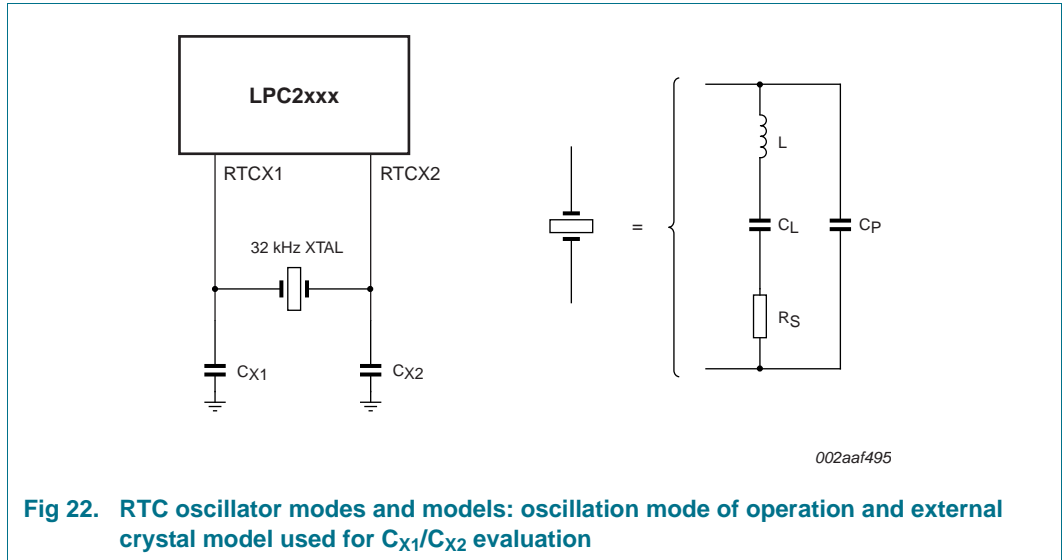 LPC2xxx
RTCX1
RTCX2
32 kHz XTAL
CX1
CX2
=
L
CL
CP
RS
002aaf495
Fig 22. RTC oscillator modes and models: oscillation mode of operation and external
crystal model used for CX1/CX2 evaluation